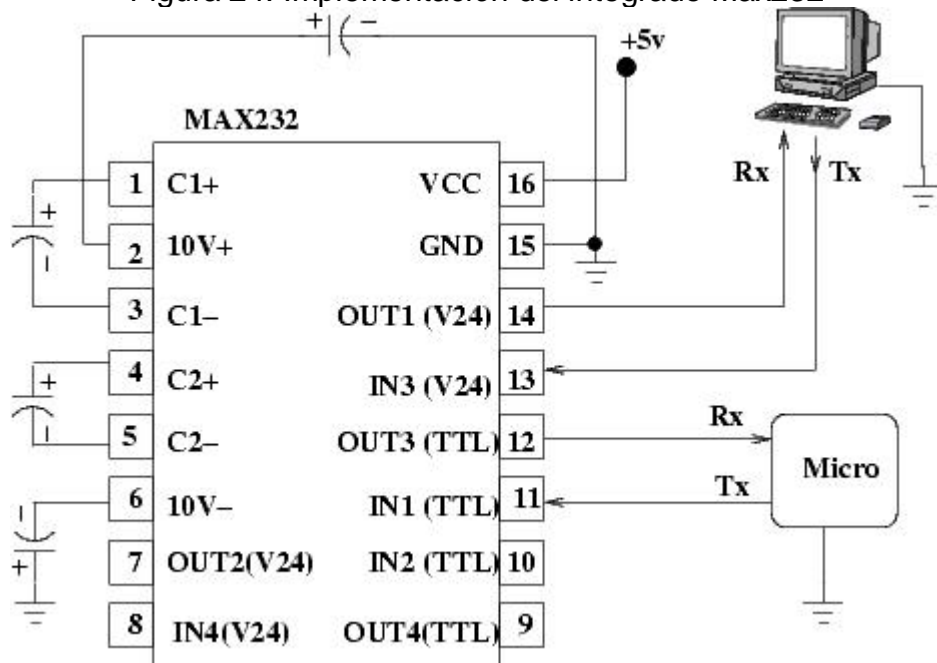 Figura 24. Implementación del integrado Max232
+ −
+5v
MAX232
Rx Tx
1 C1+ VCC 16
+
−
2 10V+ GND 15
3 C1− OUT1 (V24) 14
4 C2+ IN3 (V24) 13
+
−
5 C2− OUT3 (TTL) 12
Rx
Micro
Tx
6 10V− IN1 (TTL) 11
−
+
7 OUT2(V24) IN2 (TTL) 10
8 IN4(V24) OUT4(TTL) 9